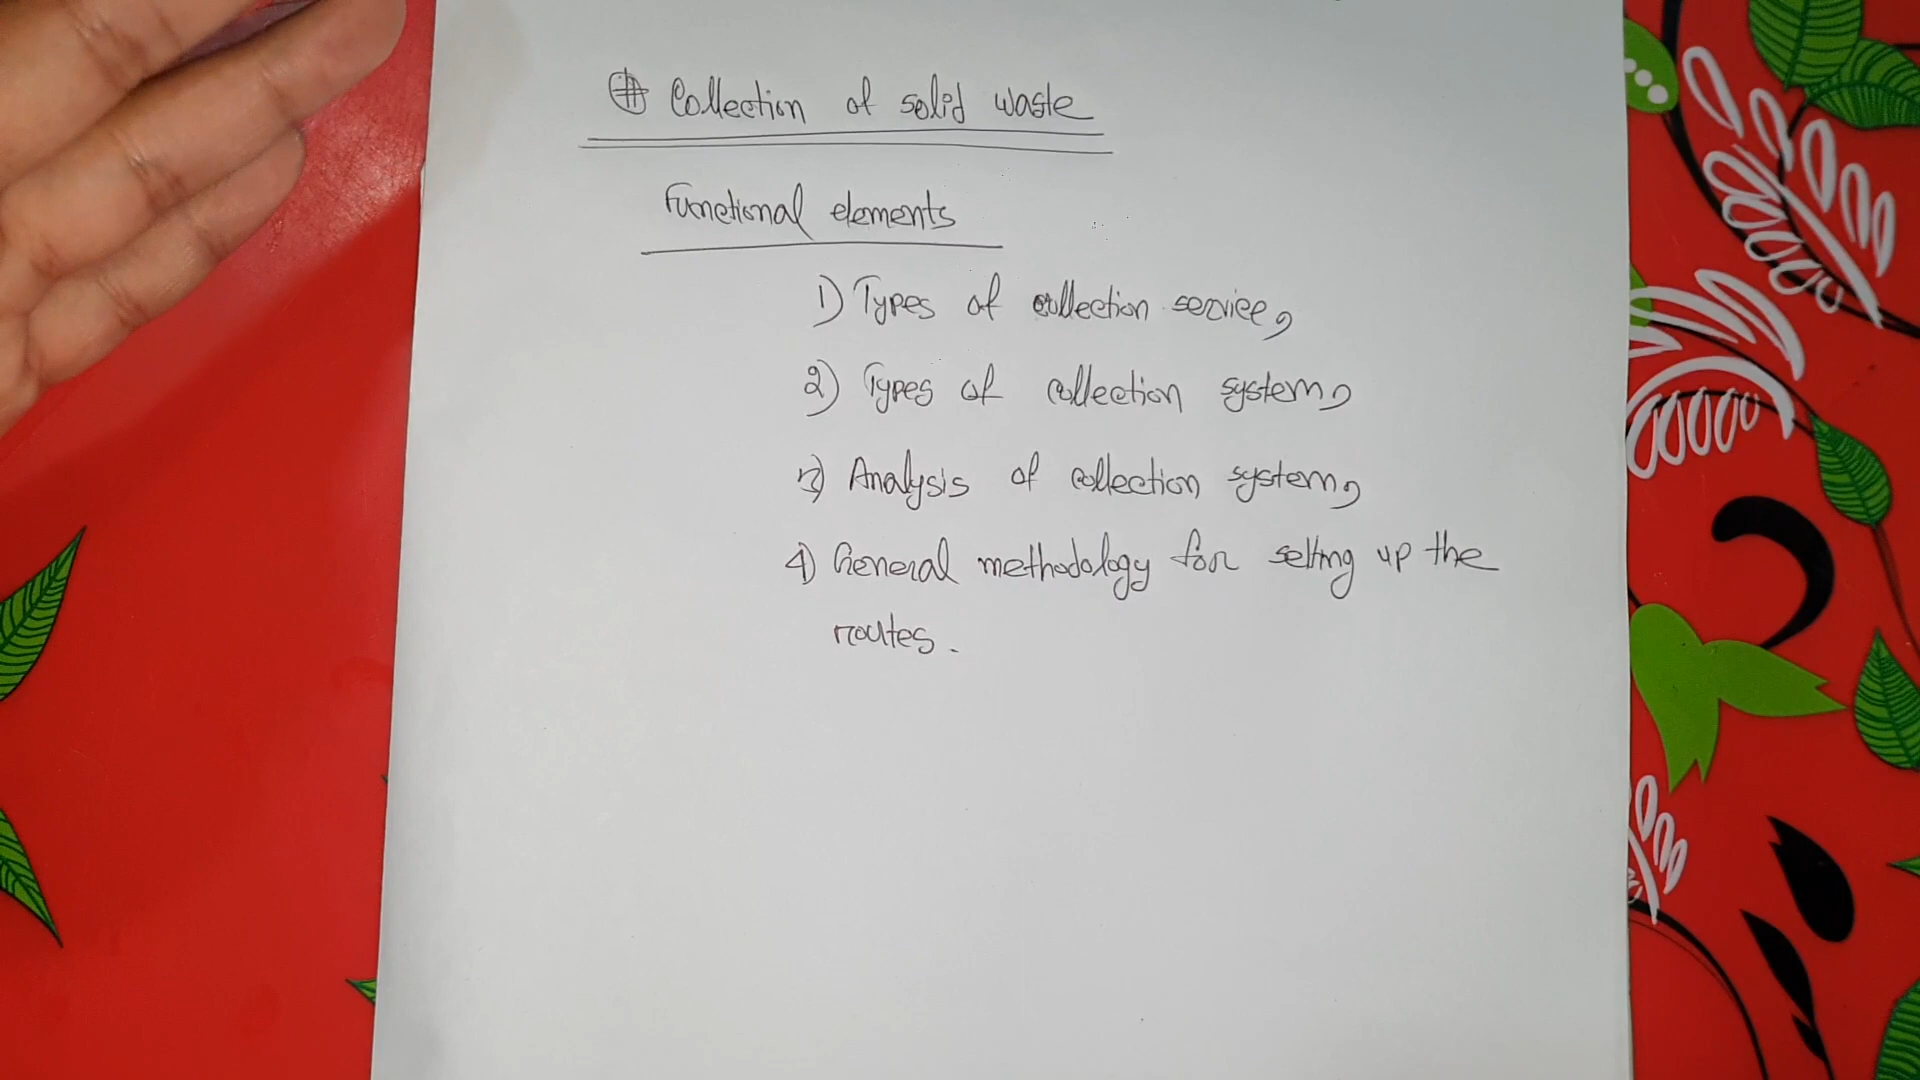 # Collection of solid waste
Functional elements
1) Types of collection service,
2) Types of collection system,
3) Analysis of collection system,
4) General methodology for setting up the
routes.